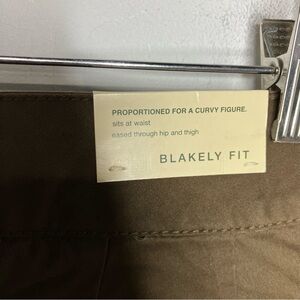 PROPORTIONED FOR A CURVY FIGURE.
sits at waist
eased through hip and thigh
BLAKELY FIT